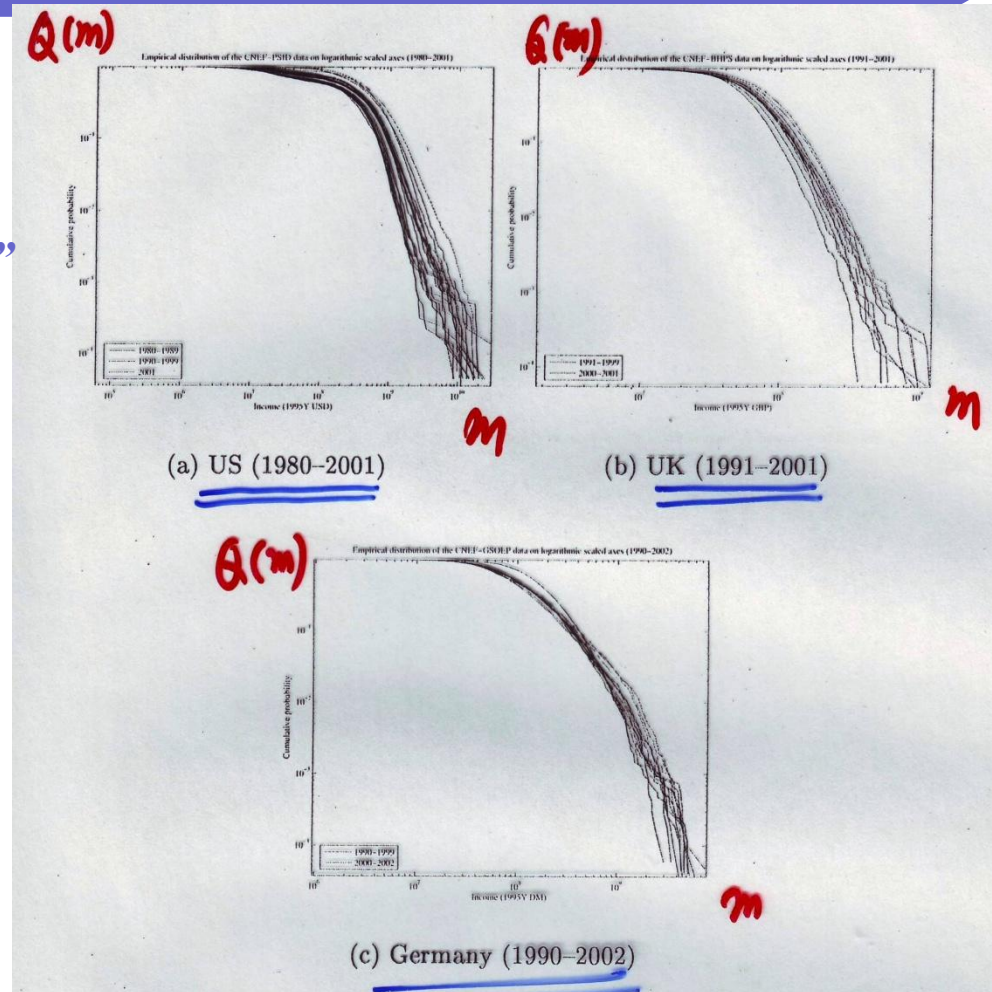 Q(m)
Q(m)
Empirical distribution of the CNEF-PSID data on logarithmic scaled axes (1980-2001)
Empirical distribution of the CNEF-BHPS data on logarithmic scaled axes (1991-2001)
”
Cumulative probability
Cumulative probability
1980-1989
1990-1999
2001
1991-1999
2000-2001
Income (1995Y USD)
Income (1995Y GBP)
m
m
(a) US (1980–2001)
(b) UK (1991–2001)
Q(m)
Empirical distribution of the CNEF-GSOEP data on logarithmic scaled axes (1990-2002)
Cumulative probability
1990-1999
2000-2002
Income (1995Y DM)
m
(c) Germany (1990–2002)